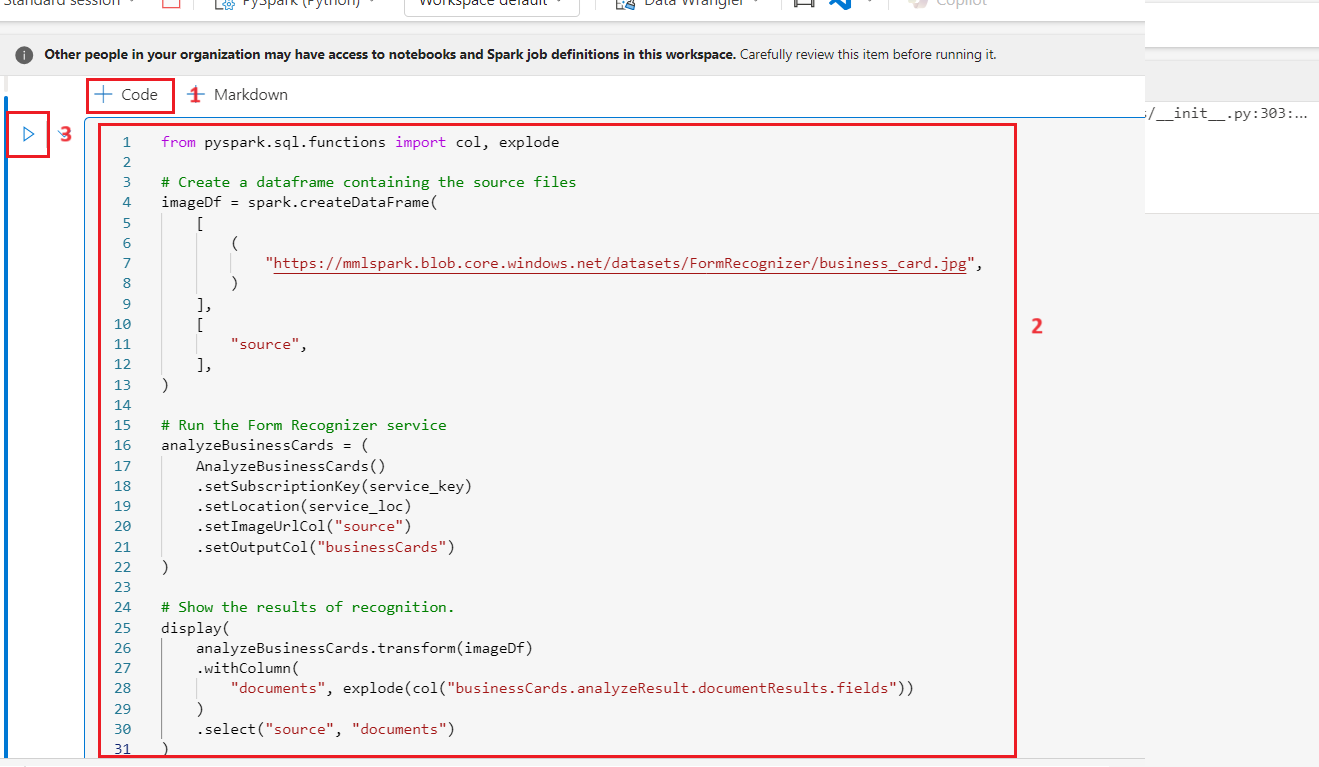 Standard session PySpark (Python) Workspace default Data Wrangler Copilot
Other people in your organization may have access to notebooks and Spark job definitions in this workspace. Carefully review this item before running it.
+ Code 1 + Markdown
/__init__.py:303:...
3
1 from pyspark.sql.functions import col, explode
2
3 # Create a dataframe containing the source files
4 imageDf = spark.createDataFrame(
5 [
6 (
7 "https://mmlspark.blob.core.windows.net/datasets/FormRecognizer/business_card.jpg",
8 )
9 ],
10 [
2
11 "source",
12 ],
13 )
14
15 # Run the Form Recognizer service
16 analyzeBusinessCards = (
17 AnalyzeBusinessCards()
18 .setSubscriptionKey(service_key)
19 .setLocation(service_loc)
20 .setImageUrlCol("source")
21 .setOutputCol("businessCards")
22 )
23
24 # Show the results of recognition.
25 display(
26 analyzeBusinessCards.transform(imageDf)
27 .withColumn(
28 "documents", explode(col("businessCards.analyzeResult.documentResults.fields"))
29 )
30 .select("source", "documents")
31 )